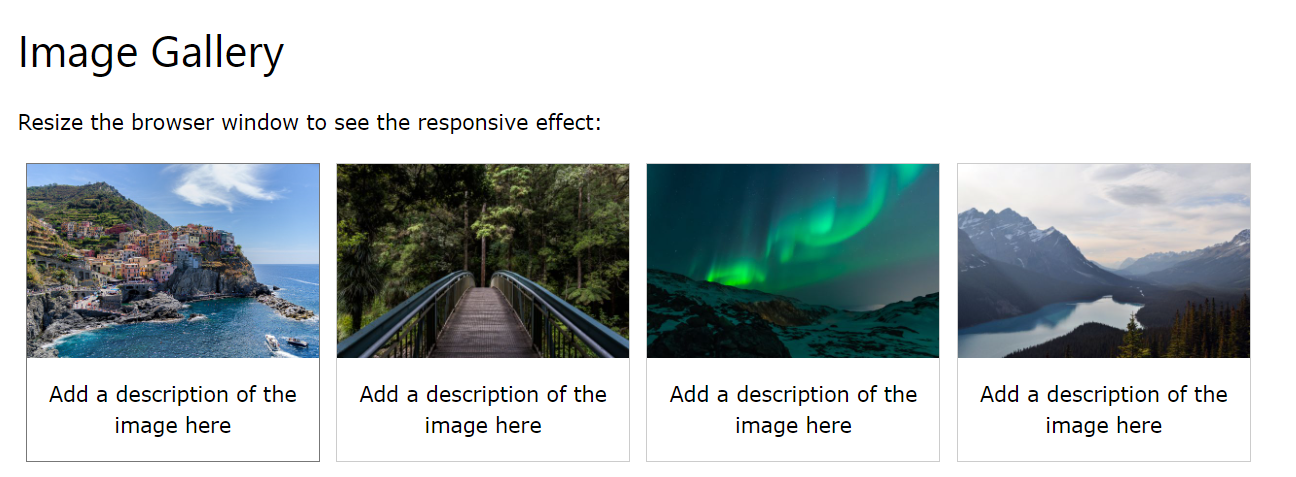 Image Gallery
Resize the browser window to see the responsive effect:
Add a description of the
image here
Add a description of the
image here
Add a description of the
image here
Add a description of the
image here